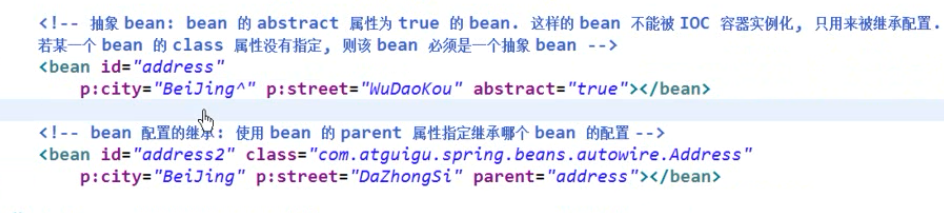 <!-- 抽象 bean: bean 的 abstract 属性为 true 的 bean. 这样的 bean 不能被 IOC 容器实例化, 只用来被继承配置.
若某一个 bean 的 class 属性没有指定, 则该 bean 必须是一个抽象 bean -->
<bean id="address"
p:city="BeiJing^" p:street="WuDaoKou" abstract="true"></bean>
<!-- bean 配置的继承: 使用 bean 的 parent 属性指定继承哪个 bean 的配置 -->
<bean id="address2" class="com.atguigu.spring.beans.autowire.Address"
p:city="BeiJing" p:street="DaZhongSi" parent="address"></bean>